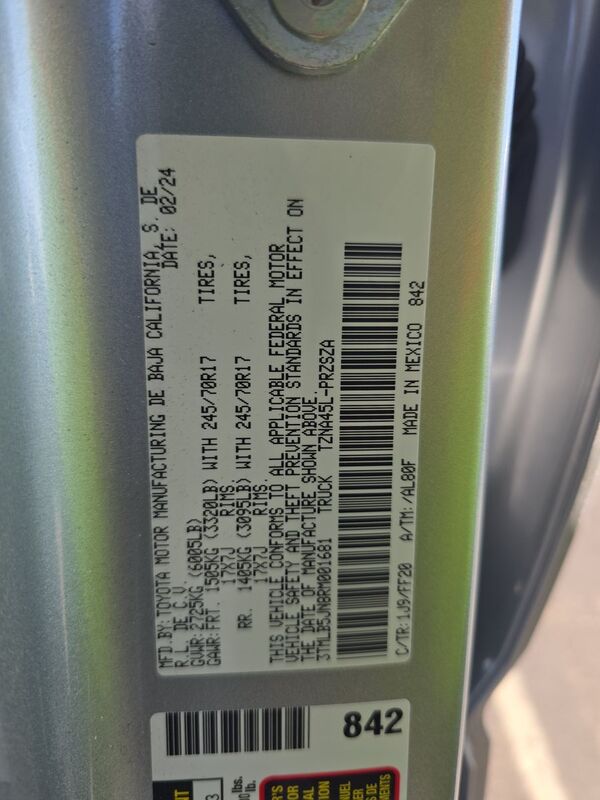 MFD.BY: TOYOTA MOTOR MANUFACTURING DE BAJA CALIFORNIA, S. DE
R.L. DE C.V. DATE: 02/24
GVWR: 2725KG (6005LB)
GAWR: FRT. 1505KG (3320LB) WITH 245/70R17 TIRES,
17X7J RIMS.
RR. 1405KG (3095LB) WITH 245/70R17 TIRES,
17X7J RIMS.
THIS VEHICLE CONFORMS TO ALL APPLICABLE FEDERAL MOTOR
VEHICLE SAFETY AND THEFT PREVENTION STANDARDS IN EFFECT ON
THE DATE OF MANUFACTURE SHOWN ABOVE.
3TMLB5JN8RM001681 TRUCK TZNA45L-PRZSZA
C/TR: 1J9/FF20 A/TM: /AL80F MADE IN MEXICO 842
842